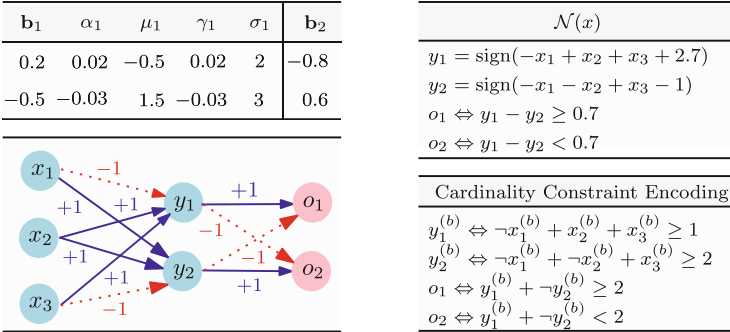 b₁ α₁ μ₁ γ₁ σ₁ b₂
0.2 0.02 −0.5 0.02 2 −0.8
−0.5 −0.03 1.5 −0.03 3 0.6
x₁ −1 y₁ +1 o₁
+1 +1
x₂ −1
+1 −1
+1 y₂ +1 o₂
x₃ −1
N(x)
y₁ = sign(−x₁ + x₂ + x₃ + 2.7)
y₂ = sign(−x₁ − x₂ + x₃ − 1)
o₁ ⇔ y₁ − y₂ ≥ 0.7
o₂ ⇔ y₁ − y₂ < 0.7
Cardinality Constraint Encoding
y₁⁽ᵇ⁾ ⇔ ¬x₁⁽ᵇ⁾ + x₂⁽ᵇ⁾ + x₃⁽ᵇ⁾ ≥ 1
y₂⁽ᵇ⁾ ⇔ ¬x₁⁽ᵇ⁾ + ¬x₂⁽ᵇ⁾ + x₃⁽ᵇ⁾ ≥ 2
o₁ ⇔ y₁⁽ᵇ⁾ + ¬y₂⁽ᵇ⁾ ≥ 2
o₂ ⇔ y₁⁽ᵇ⁾ + ¬y₂⁽ᵇ⁾ < 2